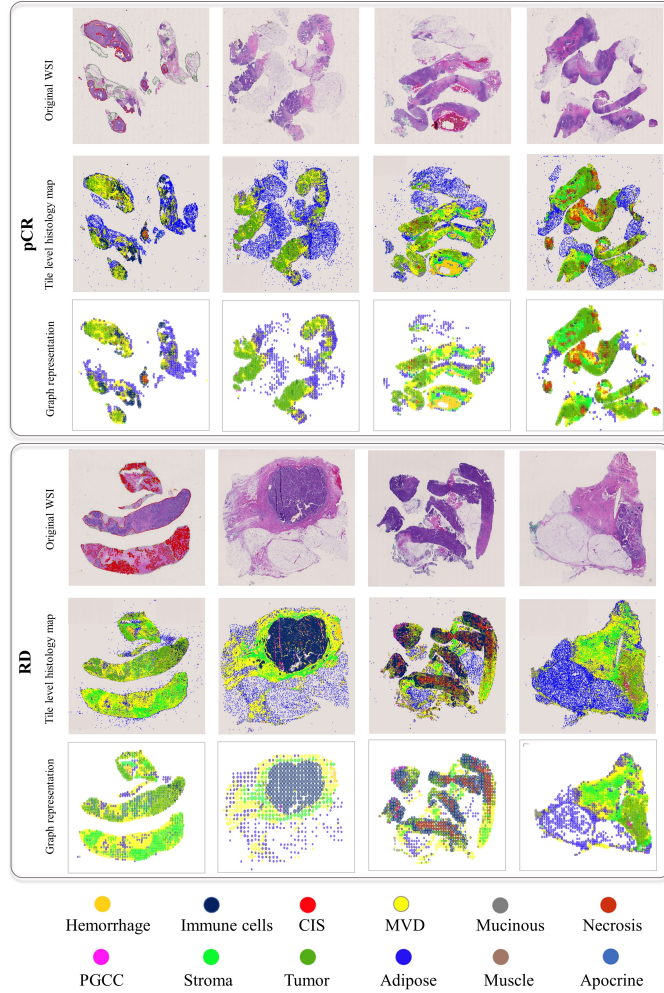 pCR
Original WSI
Tile level histology map
Graph representation
RD
Original WSI
Tile level histology map
Graph representation
Hemorrhage Immune cells CIS MVD Mucinous Necrosis
PGCC Stroma Tumor Adipose Muscle Apocrine